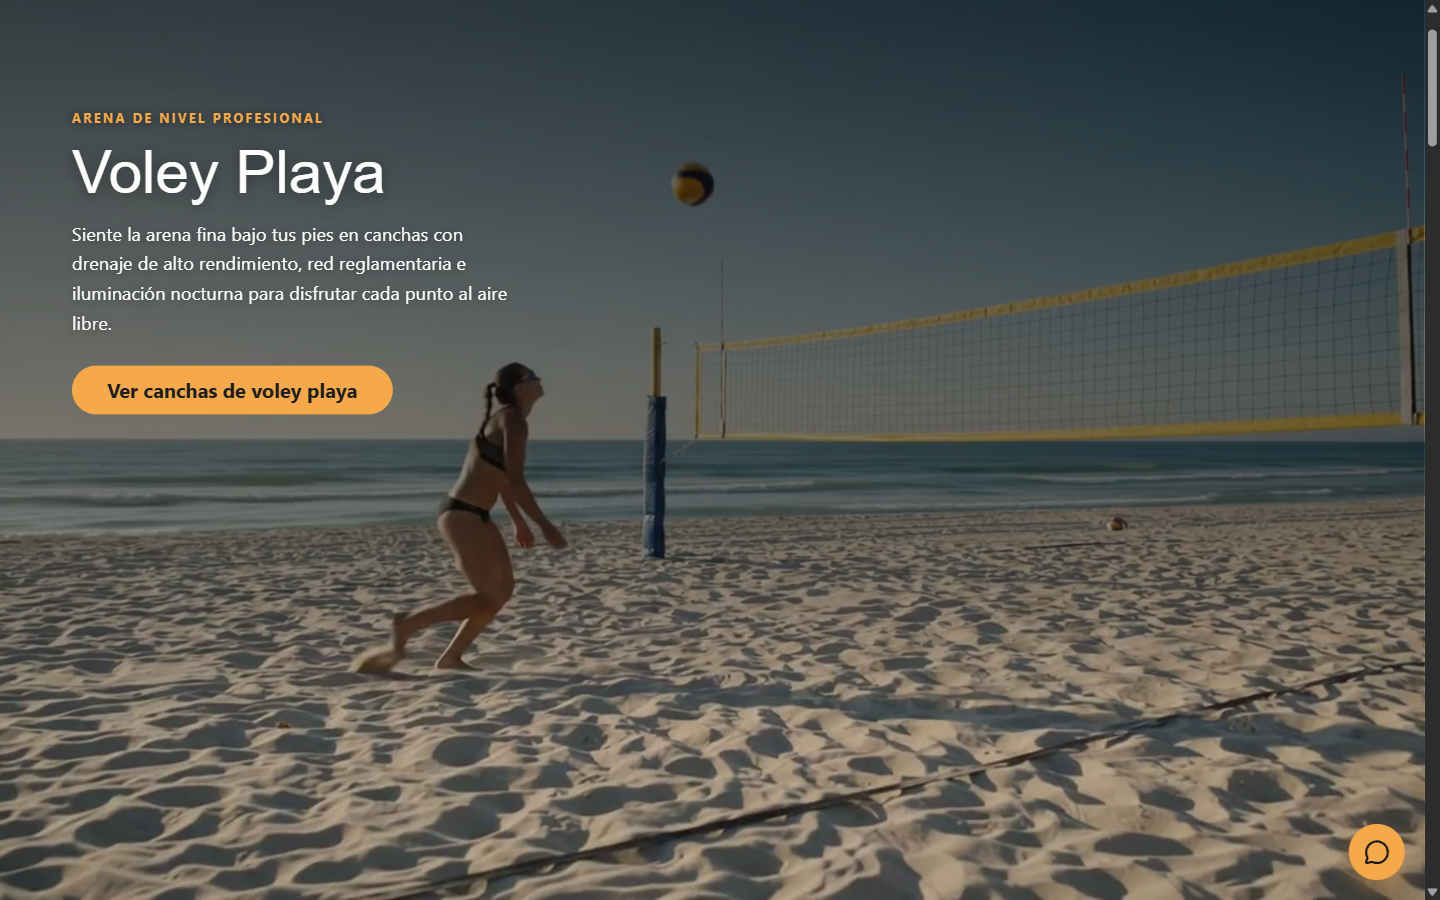 ARENA DE NIVEL PROFESIONAL
Voley Playa
Siente la arena fina bajo tus pies en canchas con
drenaje de alto rendimiento, red reglamentaria e
iluminación nocturna para disfrutar cada punto al aire
libre.
Ver canchas de voley playa